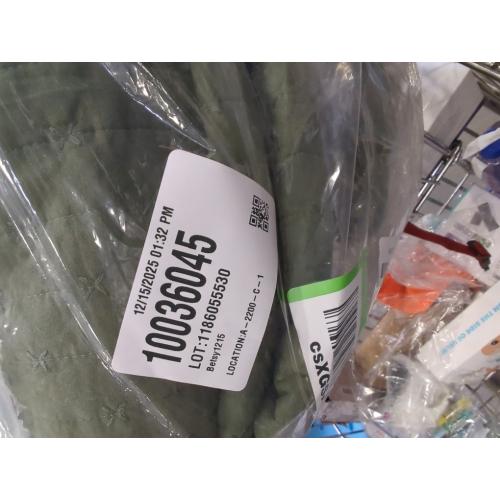 12/15/2025 01:32 PM
10036045
LOT:1186055530
Betsy1215
LOCATION:A-2200-C-1
csXG